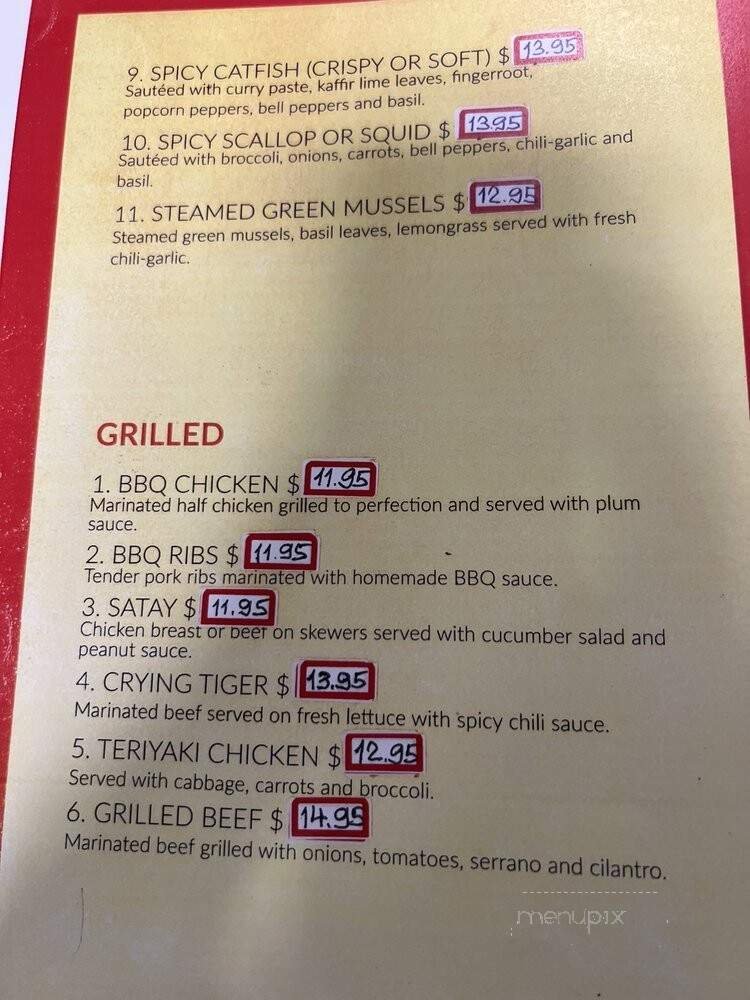 9. SPICY CATFISH (CRISPY OR SOFT) $ 13.95
Sautéed with curry paste, kaffir lime leaves, fingerroot,
popcorn peppers, bell peppers and basil.
10. SPICY SCALLOP OR SQUID $ 13.95
Sautéed with broccoli, onions, carrots, bell peppers, chili-garlic and
basil.
11. STEAMED GREEN MUSSELS $ 12.95
Steamed green mussels, basil leaves, lemongrass served with fresh
chili-garlic.
GRILLED
1. BBQ CHICKEN $ 11.95
Marinated half chicken grilled to perfection and served with plum
sauce.
2. BBQ RIBS $ 11.95
Tender pork ribs marinated with homemade BBQ sauce.
3. SATAY $ 11.95
Chicken breast or beef on skewers served with cucumber salad and
peanut sauce.
4. CRYING TIGER $ 13.95
Marinated beef served on fresh lettuce with spicy chili sauce.
5. TERIYAKI CHICKEN $ 12.95
Served with cabbage, carrots and broccoli.
6. GRILLED BEEF $ 14.95
Marinated beef grilled with onions, tomatoes, serrano and cilantro.
menupix